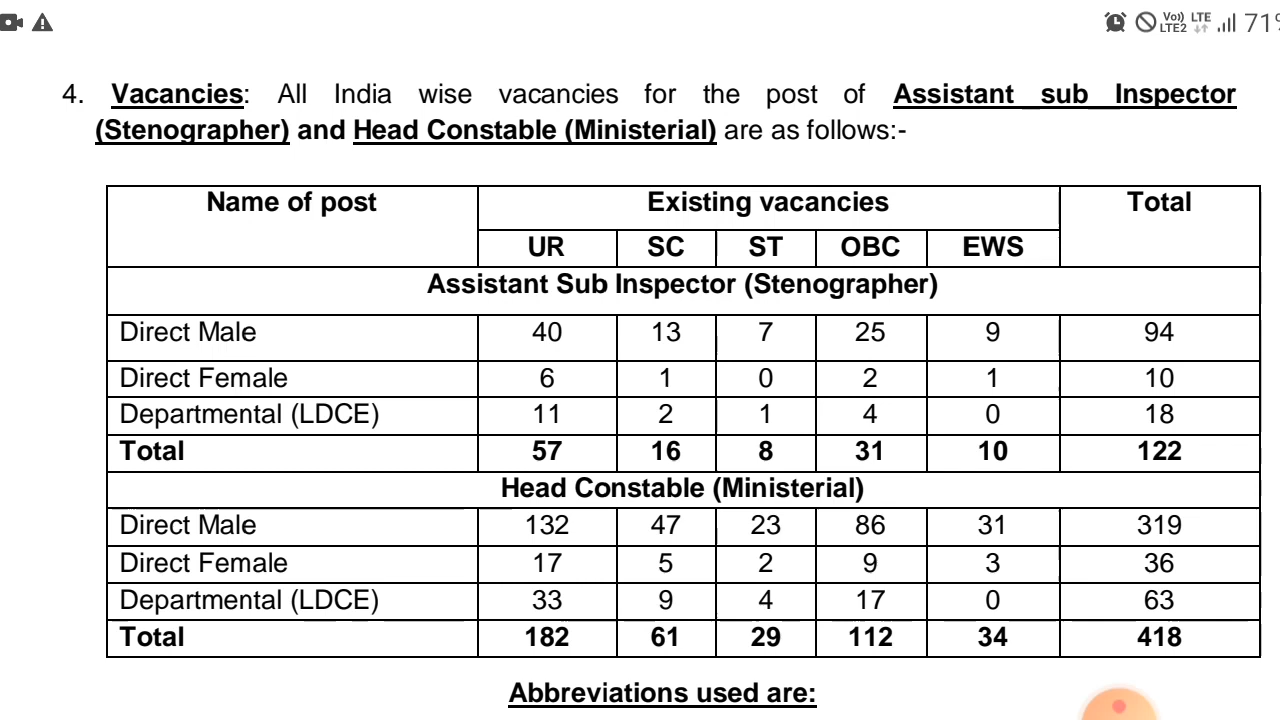 Vo)) LTE 71%
LTE2
4. Vacancies: All India wise vacancies for the post of Assistant sub Inspector
(Stenographer) and Head Constable (Ministerial) are as follows:-
Name of post Existing vacancies Total
UR SC ST OBC EWS
Assistant Sub Inspector (Stenographer)
Direct Male 40 13 7 25 9 94
Direct Female 6 1 0 2 1 10
Departmental (LDCE) 11 2 1 4 0 18
Total 57 16 8 31 10 122
Head Constable (Ministerial)
Direct Male 132 47 23 86 31 319
Direct Female 17 5 2 9 3 36
Departmental (LDCE) 33 9 4 17 0 63
Total 182 61 29 112 34 418
Abbreviations used are: